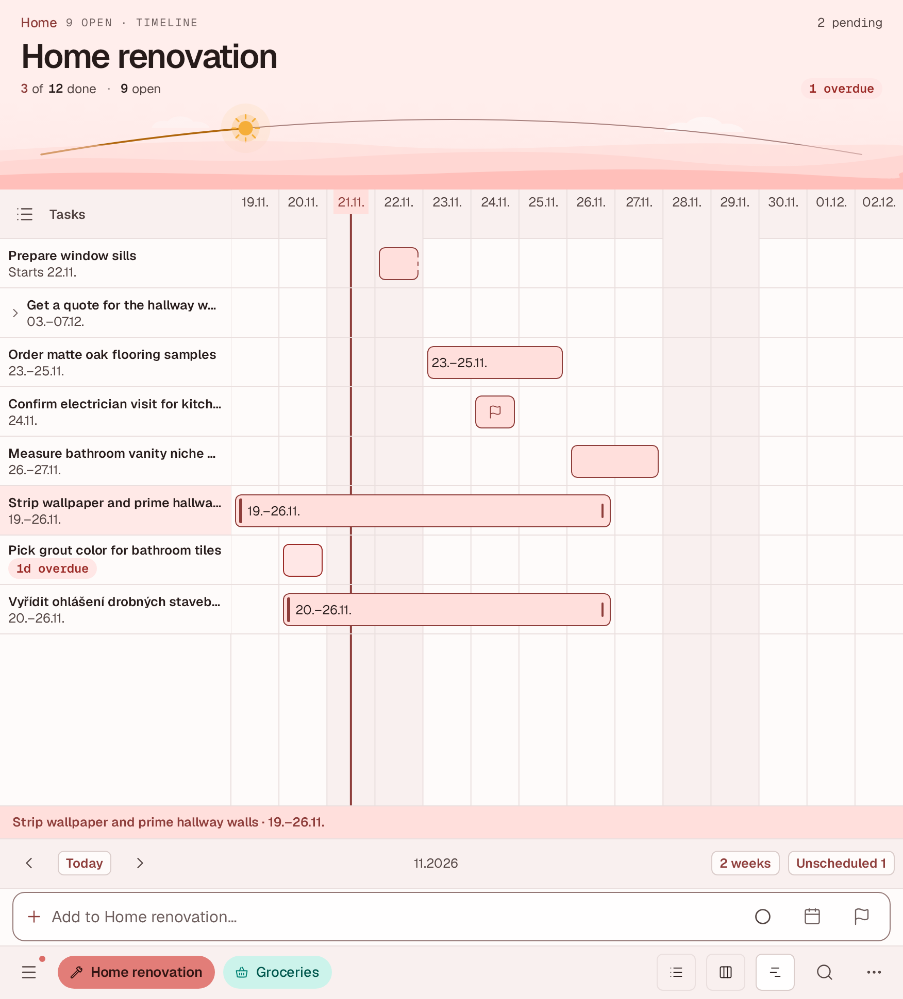 Home 9 OPEN · TIMELINE
2 pending
Home renovation
3 of 12 done · 9 open
1 overdue
Tasks
19.11. 20.11. 21.11. 22.11. 23.11. 24.11. 25.11. 26.11. 27.11. 28.11. 29.11. 30.11. 01.12. 02.12.
Prepare window sills
Starts 22.11.
Get a quote for the hallway w…
03.–07.12.
Order matte oak flooring samples
23.–25.11.
23.–25.11.
Confirm electrician visit for kitch…
24.11.
Measure bathroom vanity niche …
26.–27.11.
Strip wallpaper and prime hallwa…
19.–26.11.
19.–26.11.
Pick grout color for bathroom tiles
1d overdue
Vyřídit ohlášení drobných staveb…
20.–26.11.
20.–26.11.
Strip wallpaper and prime hallway walls · 19.–26.11.
Today
11.2026
2 weeks
Unscheduled 1
Add to Home renovation…
Home renovation
Groceries